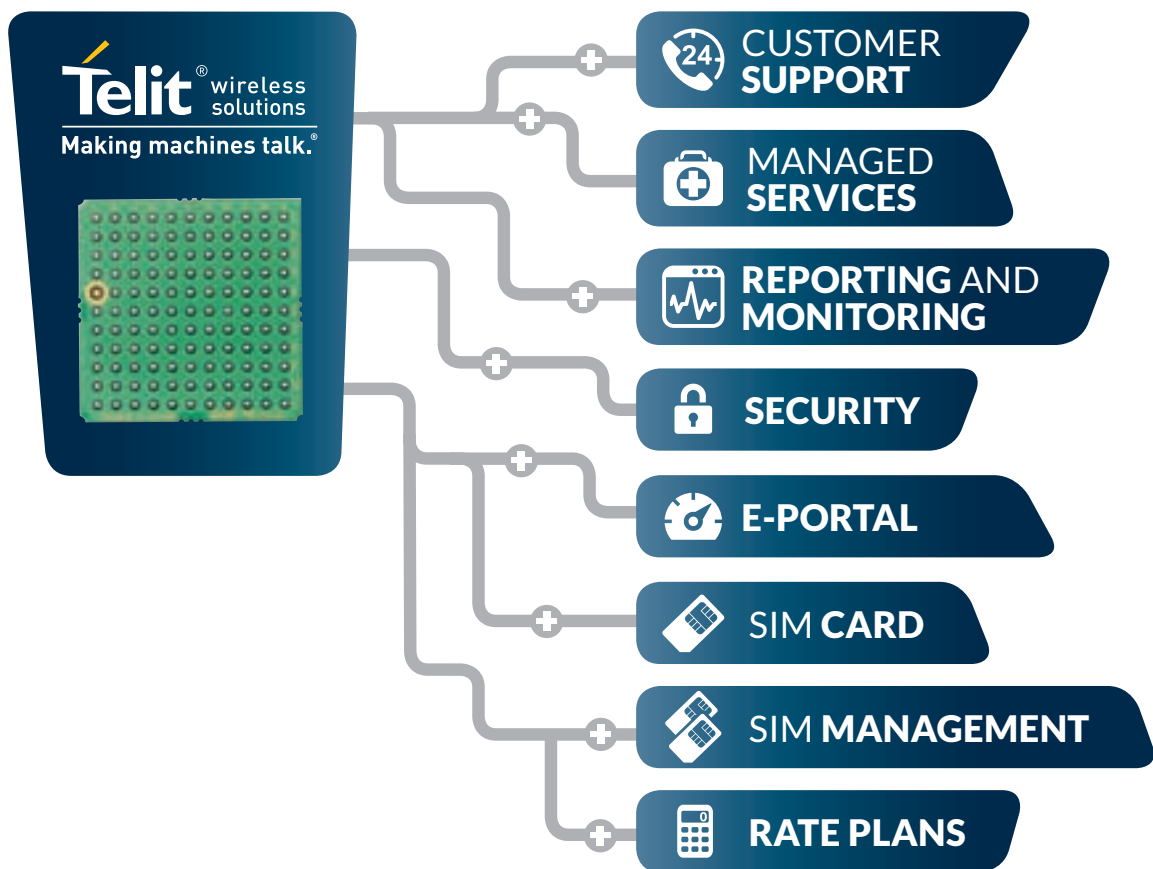 Telit® wireless
solutions
Making machines talk.®
24
CUSTOMER
SUPPORT
MANAGED
SERVICES
REPORTING AND
MONITORING
SECURITY
E-PORTAL
SIM CARD
SIM MANAGEMENT
0
RATE PLANS